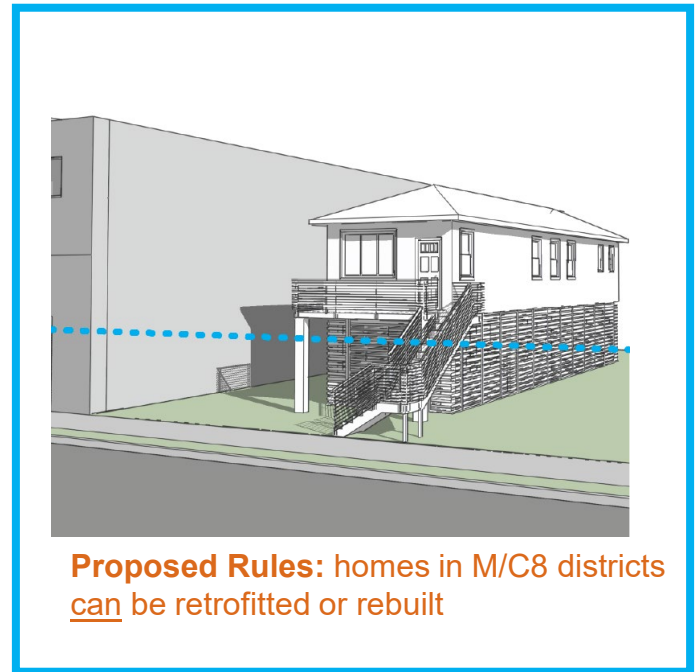 Proposed Rules: homes in M/C8 districts
can be retrofitted or rebuilt